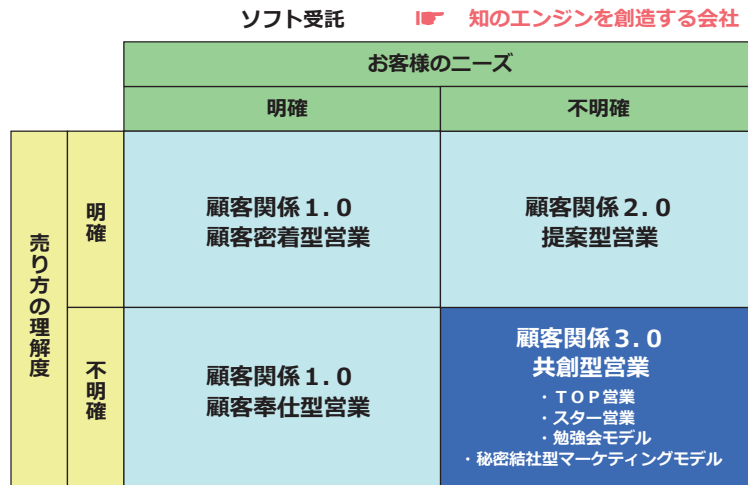 ソフト受託 ☛ 知のエンジンを創造する会社
お客様のニーズ
明確 不明確
売り方の理解度
明確
顧客関係1.0
顧客密着型営業
顧客関係2.0
提案型営業
不明確
顧客関係1.0
顧客奉仕型営業
顧客関係3.0
共創型営業
・TOP営業
・スター営業
・勉強会モデル
・秘密結社型マーケティングモデル